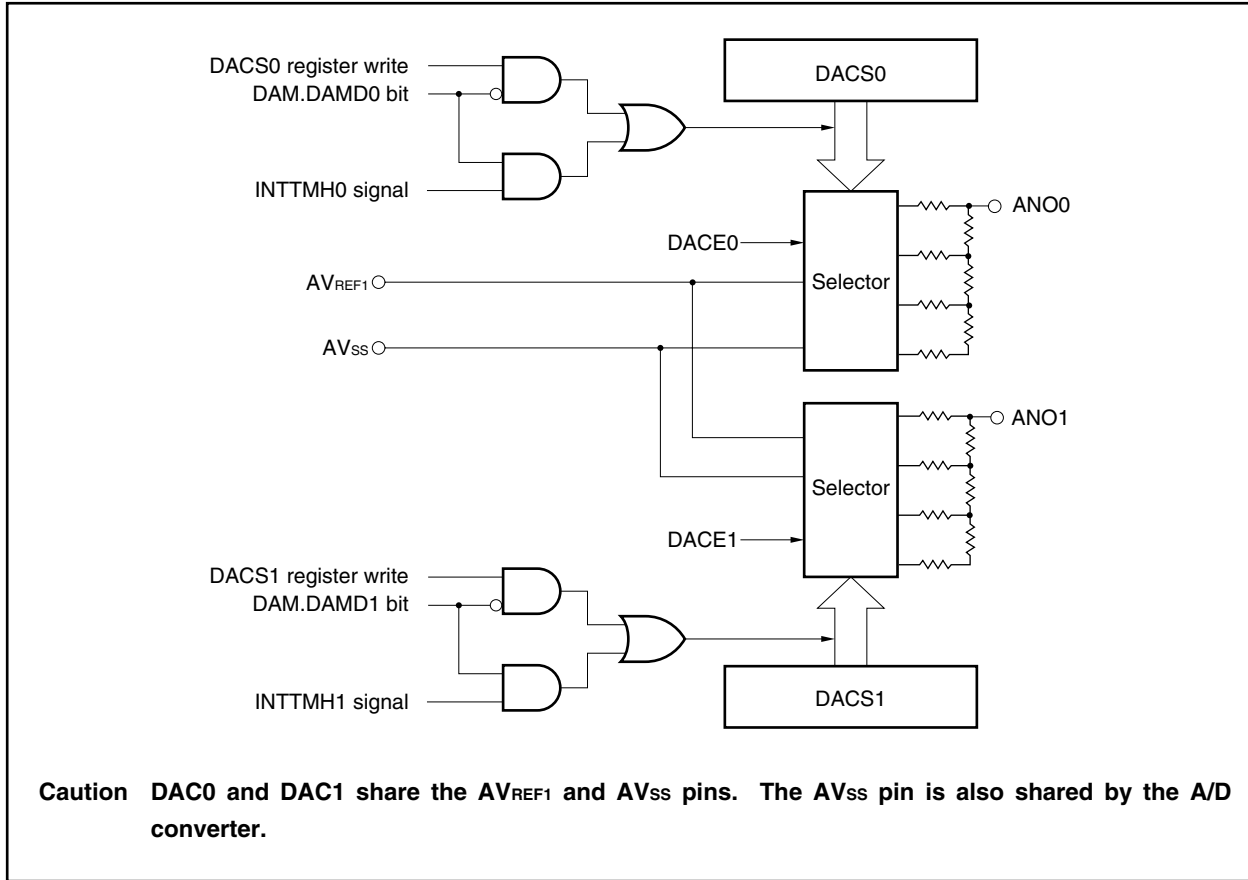 DACS0 register write
DAM.DAMD0 bit
INTTMH0 signal
DACS0
DACE0
Selector
ANO0
AVREF1
AVSS
Selector
ANO1
DACE1
DACS1 register write
DAM.DAMD1 bit
INTTMH1 signal
DACS1
Caution DAC0 and DAC1 share the AVREF1 and AVSS pins. The AVSS pin is also shared by the A/D
converter.